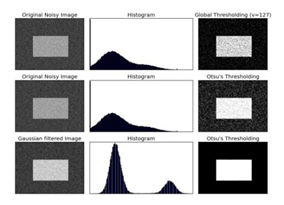 Original Noisy Image
Histogram
Global Thresholding (v=127)
Original Noisy Image
Histogram
Otsu's Thresholding
Gaussian filtered Image
Histogram
Otsu's Thresholding